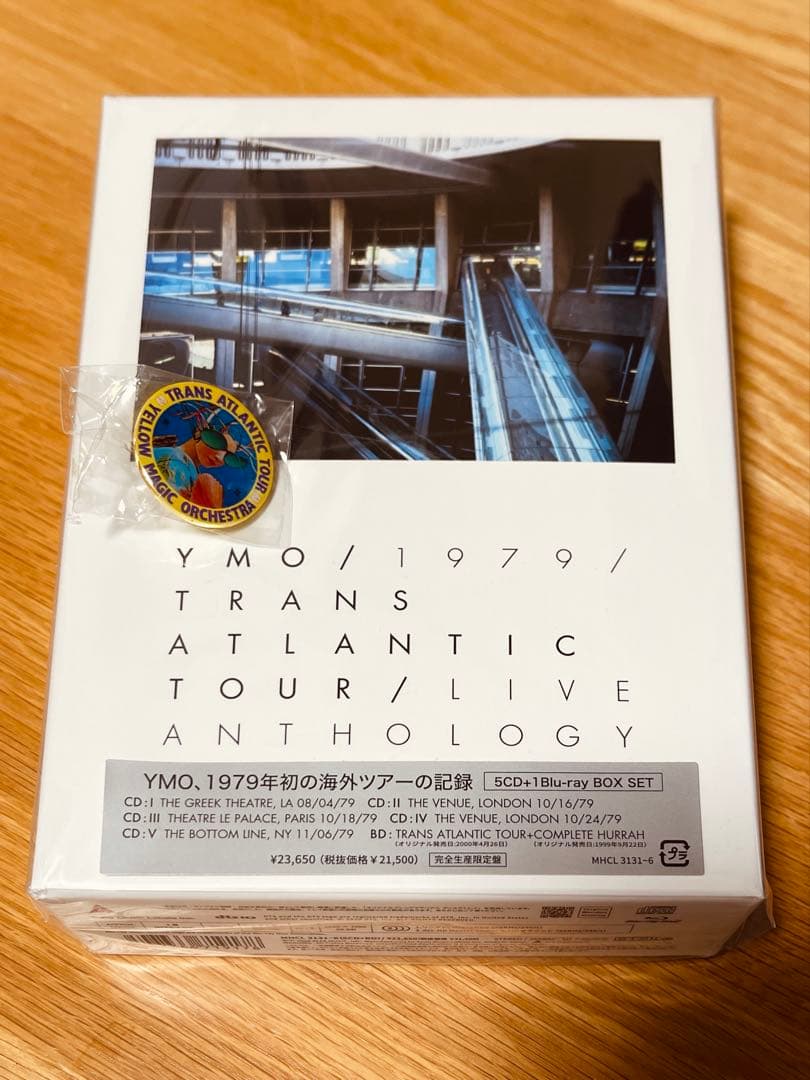 TRANS ATLANTIC TOUR
YELLOW MAGIC ORCHESTRA
YMO/1979/
TRANS
ATLANTIC
TOUR/LIVE
ANTHOLOGY
YMO、1979年初の海外ツアーの記録 5CD+1Blu-ray BOX SET
CD:I THE GREEK THEATRE, LA 08/04/79 CD:II THE VENUE, LONDON 10/16/79
CD:III THEATRE LE PALACE, PARIS 10/18/79 CD:IV THE VENUE, LONDON 10/24/79
CD:V THE BOTTOM LINE, NY 11/06/79 BD: TRANS ATLANTIC TOUR+COMPLETE HURRAH
(オリジナル発売日:2000年4月26日) (オリジナル発売日:1999年9月22日)
¥23,650(税抜価格¥21,500) 完全生産限定盤 MHCL 3131~6 プラ